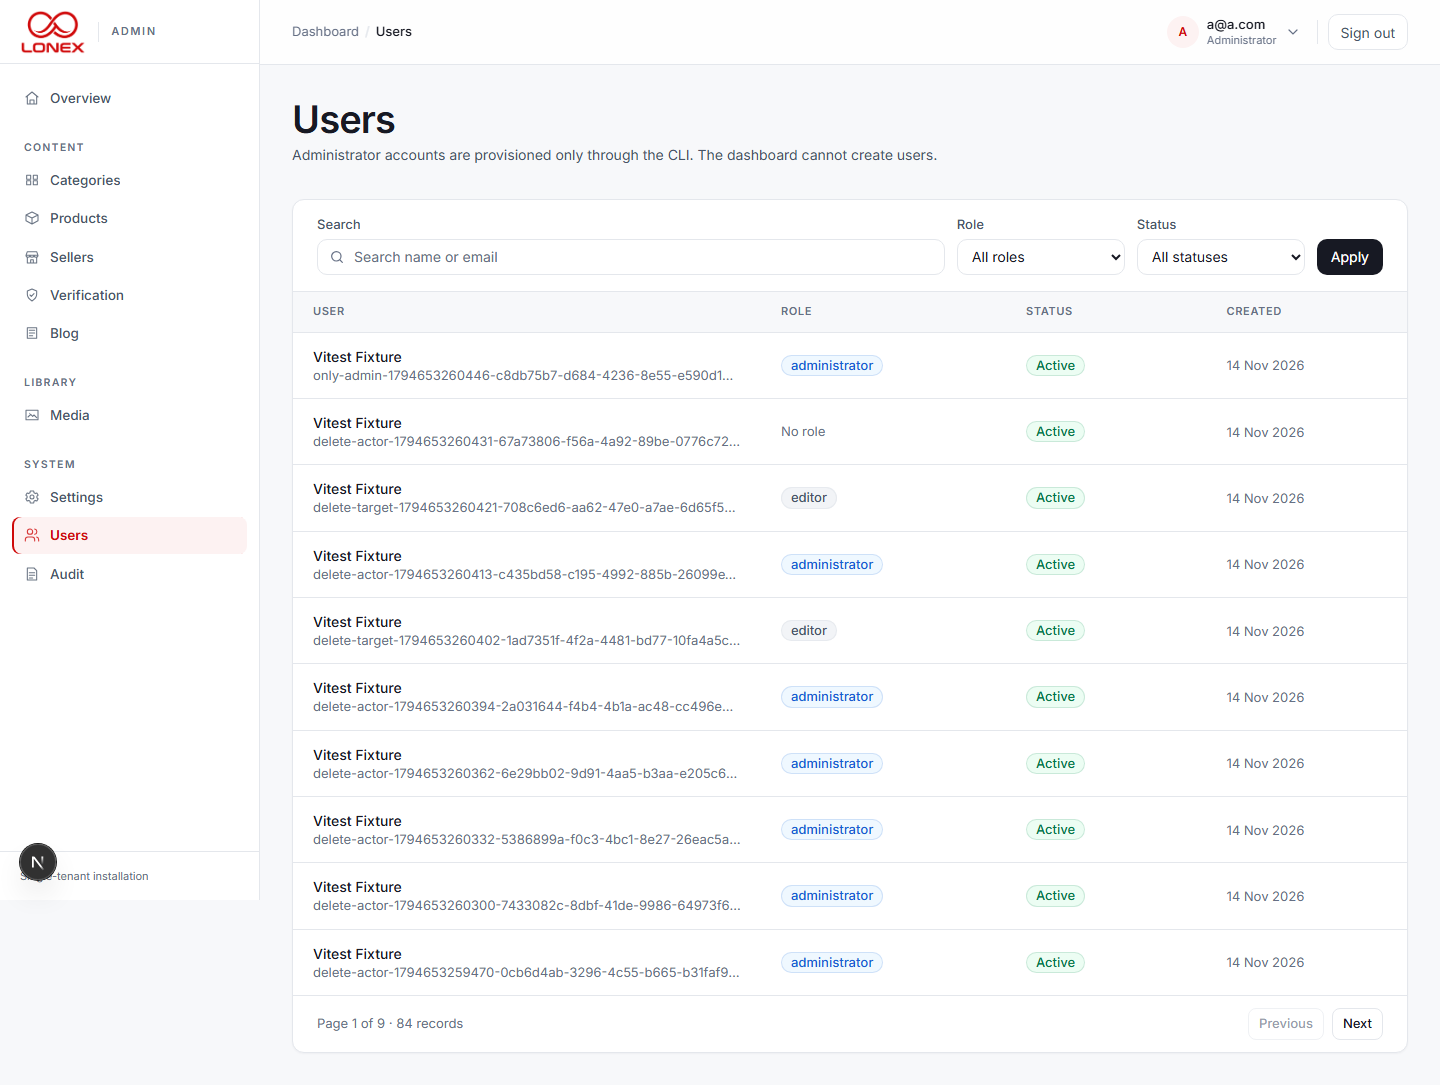 LONEX
ADMIN
Dashboard / Users
A
a@a.com
Administrator
Sign out
Overview
CONTENT
Categories
Products
Sellers
Verification
Blog
LIBRARY
Media
SYSTEM
Settings
Users
Audit
N
-tenant installation
Users
Administrator accounts are provisioned only through the CLI. The dashboard cannot create users.
Search
Role
Status
Search name or email
All roles
All statuses
Apply
USER ROLE STATUS CREATED
Vitest Fixture
only-admin-1794653260446-c8db75b7-d684-4236-8e55-e590d1...
administrator Active 14 Nov 2026
Vitest Fixture
delete-actor-1794653260431-67a73806-f56a-4a92-89be-0776c72...
No role Active 14 Nov 2026
Vitest Fixture
delete-target-1794653260421-708c6ed6-aa62-47e0-a7ae-6d65f5...
editor Active 14 Nov 2026
Vitest Fixture
delete-actor-1794653260413-c435bd58-c195-4992-885b-26099e...
administrator Active 14 Nov 2026
Vitest Fixture
delete-target-1794653260402-1ad7351f-4f2a-4481-bd77-10fa4a5c...
editor Active 14 Nov 2026
Vitest Fixture
delete-actor-1794653260394-2a031644-f4b4-4b1a-ac48-cc496e...
administrator Active 14 Nov 2026
Vitest Fixture
delete-actor-1794653260362-6e29bb02-9d91-4aa5-b3aa-e205c6...
administrator Active 14 Nov 2026
Vitest Fixture
delete-actor-1794653260332-5386899a-f0c3-4bc1-8e27-26eac5a...
administrator Active 14 Nov 2026
Vitest Fixture
delete-actor-1794653260300-7433082c-8dbf-41de-9986-64973f6...
administrator Active 14 Nov 2026
Vitest Fixture
delete-actor-1794653259470-0cb6d4ab-3296-4c55-b665-b31faf9...
administrator Active 14 Nov 2026
Page 1 of 9 · 84 records
Previous
Next